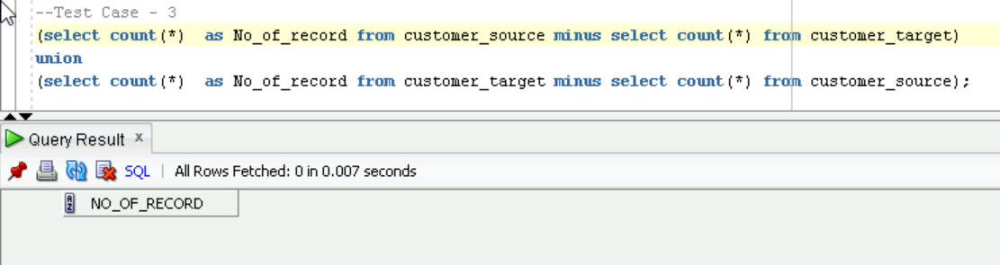 --Test Case - 3
(select count(*)  as No_of_record from customer_source minus select count(*) from customer_target)
union
(select count(*)  as No_of_record from customer_target minus select count(*) from customer_source);
Query Result x
SQL | All Rows Fetched: 0 in 0.007 seconds
NO_OF_RECORD